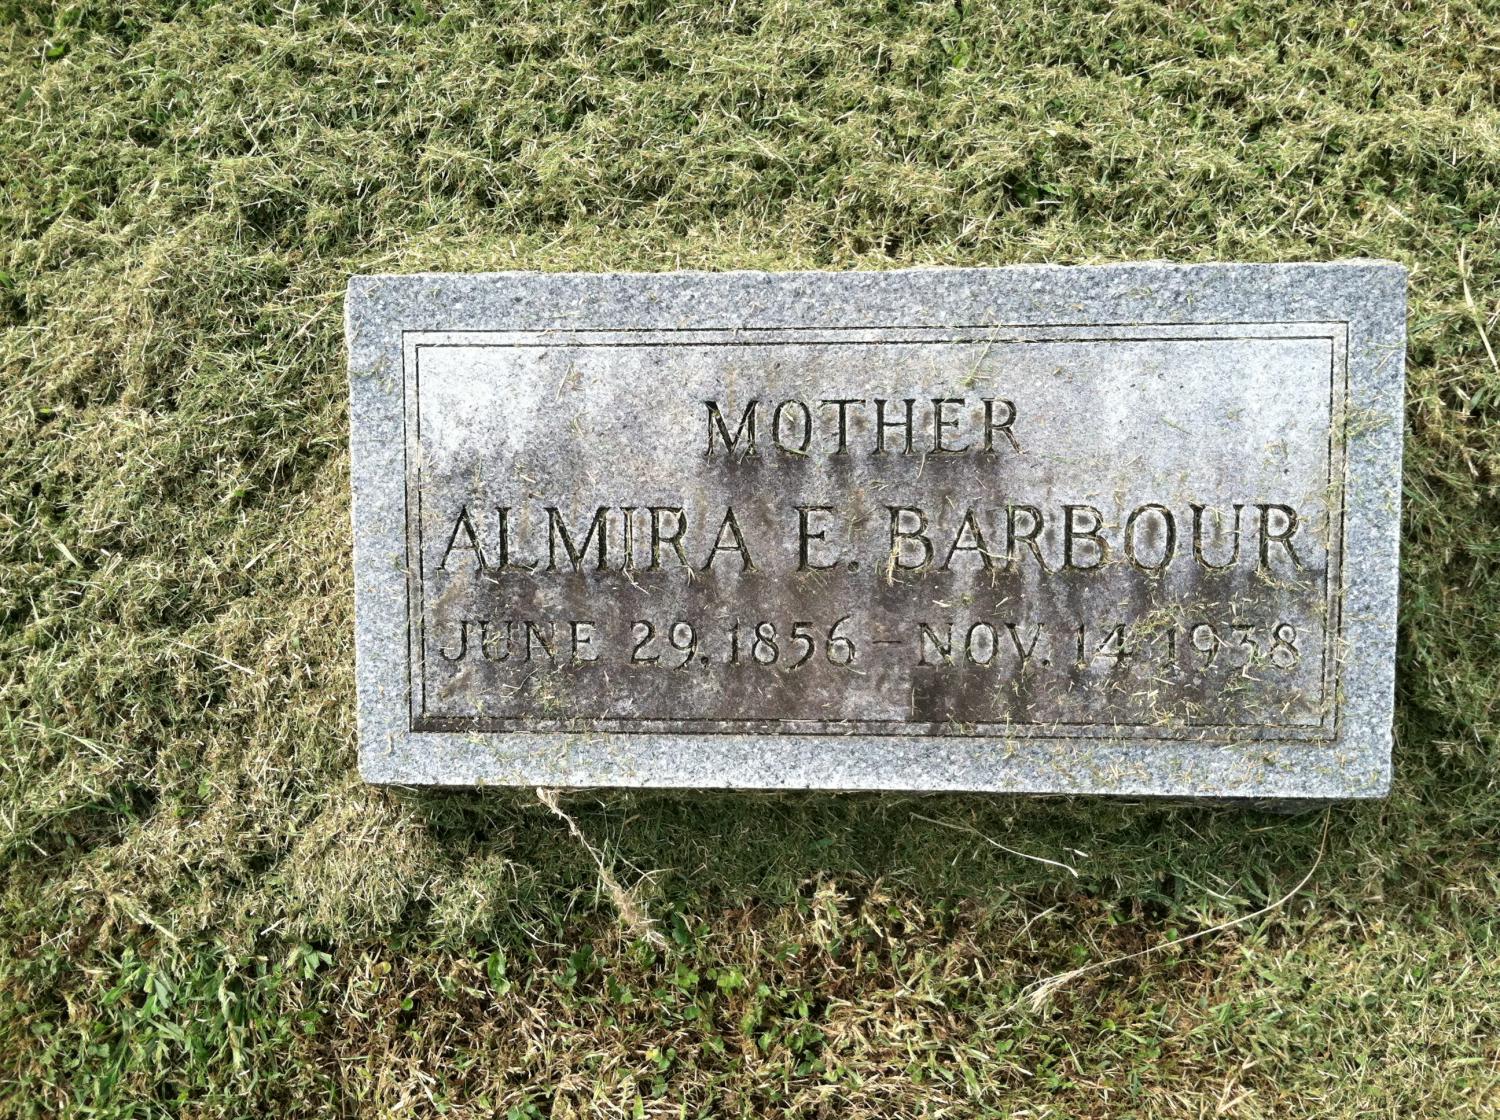 MOTHER
ALMIRA E. BARBOUR
JUNE 29, 1856 – NOV. 14, 1938